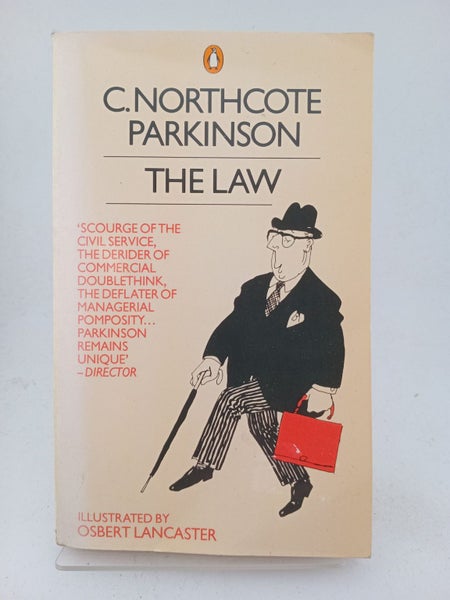 C. NORTHCOTE
PARKINSON
THE LAW
'SCOURGE OF THE
CIVIL SERVICE,
THE DERIDER OF
COMMERCIAL
DOUBLETHINK,
THE DEFLATER OF
MANAGERIAL
POMPOSITY...
PARKINSON
REMAINS
UNIQUE'
–DIRECTOR
ILLUSTRATED BY
OSBERT LANCASTER